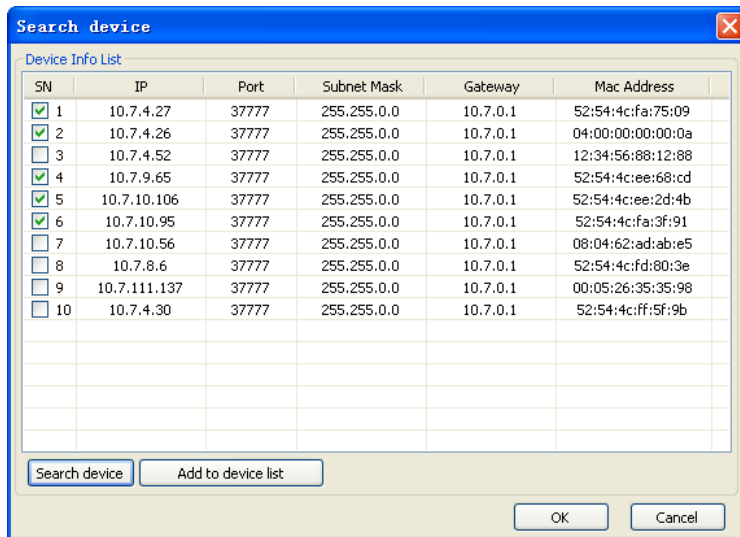 Search device
Device Info List
SN IP Port Subnet Mask Gateway Mac Address
1 10.7.4.27 37777 255.255.0.0 10.7.0.1 52:54:4c:fa:75:09
2 10.7.4.26 37777 255.255.0.0 10.7.0.1 04:00:00:00:00:0a
3 10.7.4.52 37777 255.255.0.0 10.7.0.1 12:34:56:88:12:88
4 10.7.9.65 37777 255.255.0.0 10.7.0.1 52:54:4c:ee:68:cd
5 10.7.10.106 37777 255.255.0.0 10.7.0.1 52:54:4c:ee:2d:4b
6 10.7.10.95 37777 255.255.0.0 10.7.0.1 52:54:4c:fa:3f:91
7 10.7.10.56 37777 255.255.0.0 10.7.0.1 08:04:62:ad:ab:e5
8 10.7.8.6 37777 255.255.0.0 10.7.0.1 52:54:4c:fd:80:3e
9 10.7.111.137 37777 255.255.0.0 10.7.0.1 00:05:26:35:35:98
10 10.7.4.30 37777 255.255.0.0 10.7.0.1 52:54:4c:ff:5f:9b
Search device Add to device list
OK Cancel